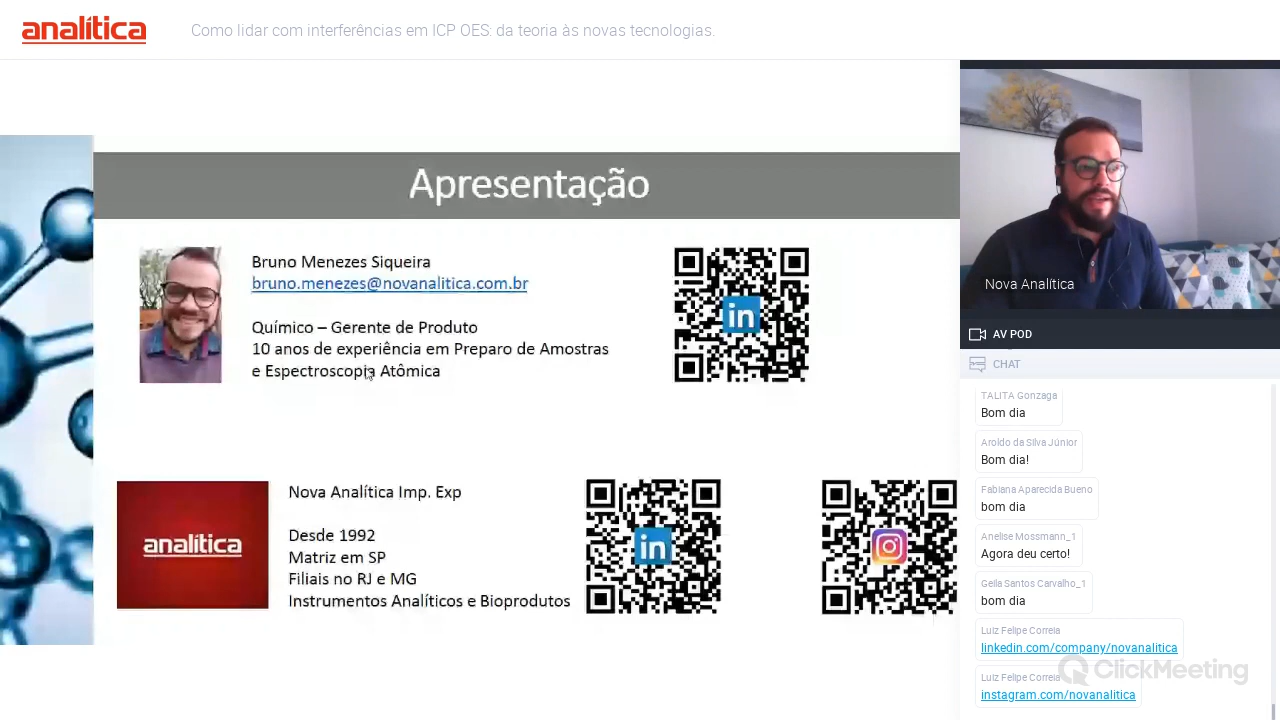 analítica
Como lidar com interferências em ICP OES: da teoria às novas tecnologias.
Apresentação
Bruno Menezes Siqueira
bruno.menezes@novanalitica.com.br
Químico – Gerente de Produto
10 anos de experiência em Preparo de Amostras
e Espectroscopia Atômica
in
analítica
Nova Analítica Imp. Exp
Desde 1992
Matriz em SP
Filiais no RJ e MG
Instrumentos Analíticos e Bioprodutos
in
Nova Analítica
AV POD
CHAT
TALITA Gonzaga
Bom dia
Aroldo da Silva Júnior
Bom dia!
Fabiana Aparecida Bueno
bom dia
Anelise Mossmann_1
Agora deu certo!
Geila Santos Carvalho_1
bom dia
Luiz Felipe Correia
linkedin.com/company/novanalitica
Luiz Felipe Correia
instagram.com/novanalitica
ClickMeeting